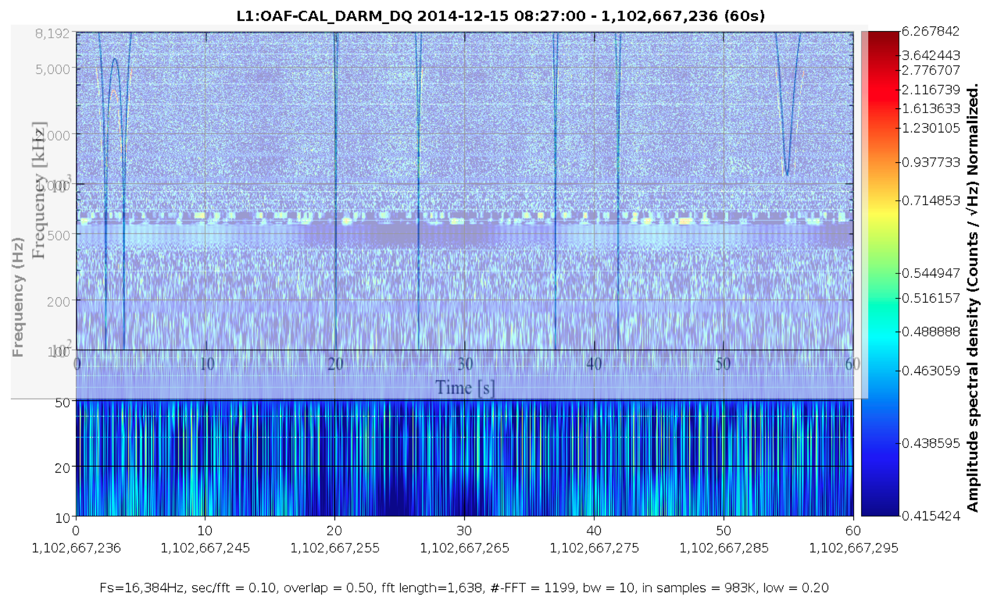 L1:OAF-CAL_DARM_DQ 2014-12-15 08:27:00 - 1,102,667,236 (60s)
8,192
5,000
000
10³
500
200
10²
50
20
10
Frequency (Hz)
Frequency [kHz]
0 10 20 30 40 50 60
Time [s]
0 10 20 30 40 50 60
1,102,667,236 1,102,667,245 1,102,667,255 1,102,667,265 1,102,667,275 1,102,667,285 1,102,667,295
6.267842
3.642443
2.776707
2.116739
1.613633
1.230105
0.937733
0.714853
0.544947
0.516157
0.488888
0.463059
0.438595
0.415424
Amplitude spectral density (Counts / √Hz) Normalized.
Fs=16,384Hz, sec/fft = 0.10, overlap = 0.50, fft length=1,638, #-FFT = 1199, bw = 10, in samples = 983K, low = 0.20